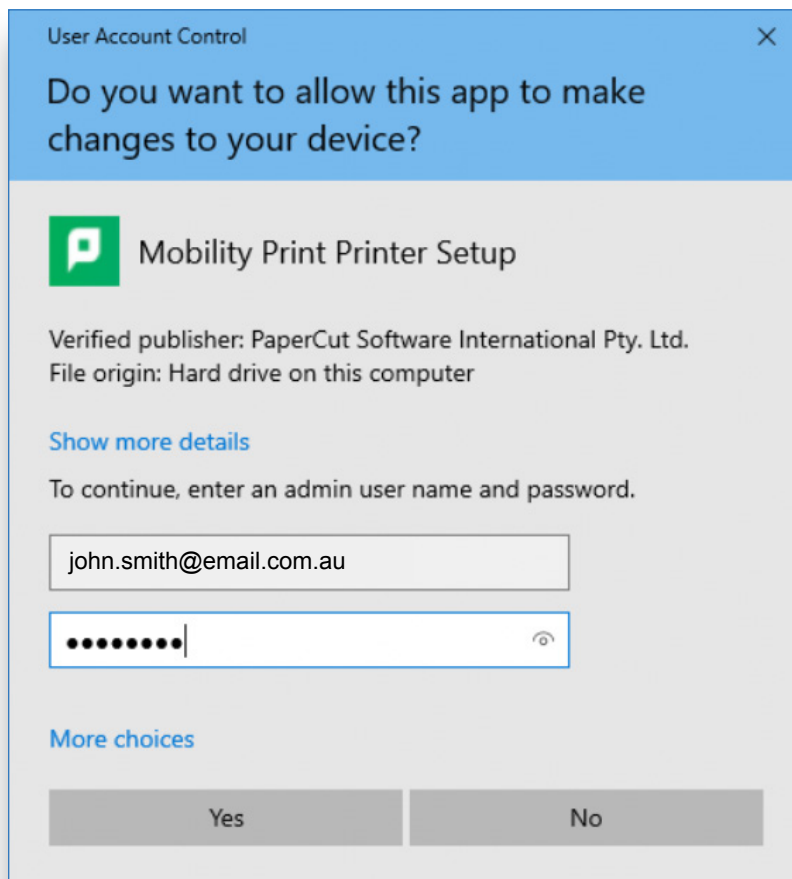 User Account Control
Do you want to allow this app to make
changes to your device?
Mobility Print Printer Setup
Verified publisher: PaperCut Software International Pty. Ltd.
File origin: Hard drive on this computer
Show more details
To continue, enter an admin user name and password.
john.smith@email.com.au
••••••••
More choices
Yes
No